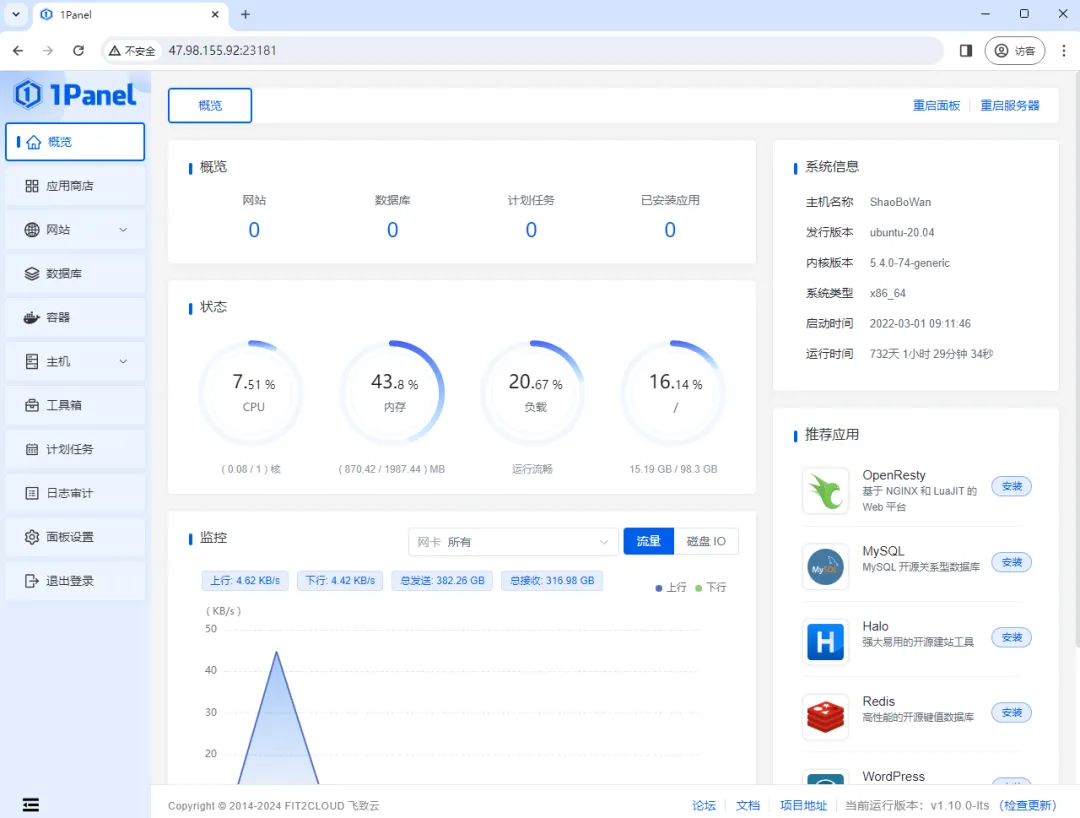 1Panel
不安全
47.98.155.92:23181
访客
1Panel
概览
应用商店
网站
数据库
容器
主机
工具箱
计划任务
日志审计
面板设置
退出登录
概览
重启面板
重启服务器
概览
网站 数据库 计划任务 已安装应用
0 0 0 0
状态
7.51 % 43.8 % 20.67 % 16.14 %
CPU 内存 负载 /
( 0.08 / 1 ) 核 ( 870.42 / 1987.44 ) MB 运行流畅 15.19 GB / 98.3 GB
监控
网卡 所有
流量 磁盘 IO
上行: 4.62 KB/s 下行: 4.42 KB/s 总发送: 382.26 GB 总接收: 316.98 GB
上行 下行
( KB/s )
50
40
30
20
系统信息
主机名称 ShaoBoWan
发行版本 ubuntu-20.04
内核版本 5.4.0-74-generic
系统类型 x86_64
启动时间 2022-03-01 09:11:46
运行时间 732天 1小时 29分钟 34秒
推荐应用
OpenResty
基于 NGINX 和 LuaJIT 的
Web 平台
安装
MySQL
MySQL
MySQL 开源关系型数据库
安装
H
Halo
强大易用的开源建站工具
安装
Redis
高性能的开源键值数据库
安装
WordPress
Copyright © 2014-2024 FIT2CLOUD 飞致云
论坛 文档 项目地址 当前运行版本: v1.10.0-lts (检查更新)